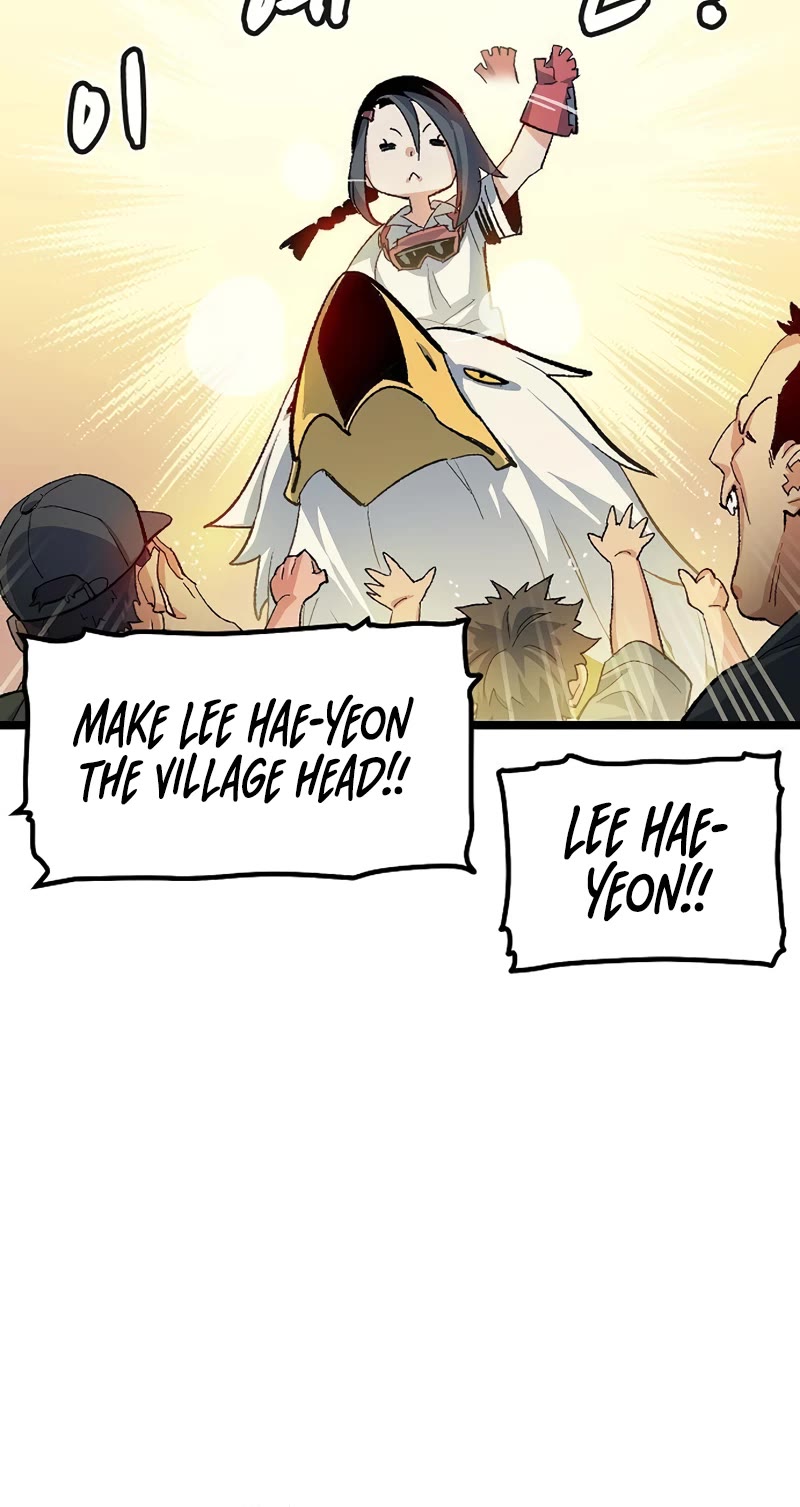 이
MAKE LEE HAE-YEON
THE VILLAGE HEAD!!
LEE HAE-
YEON!!